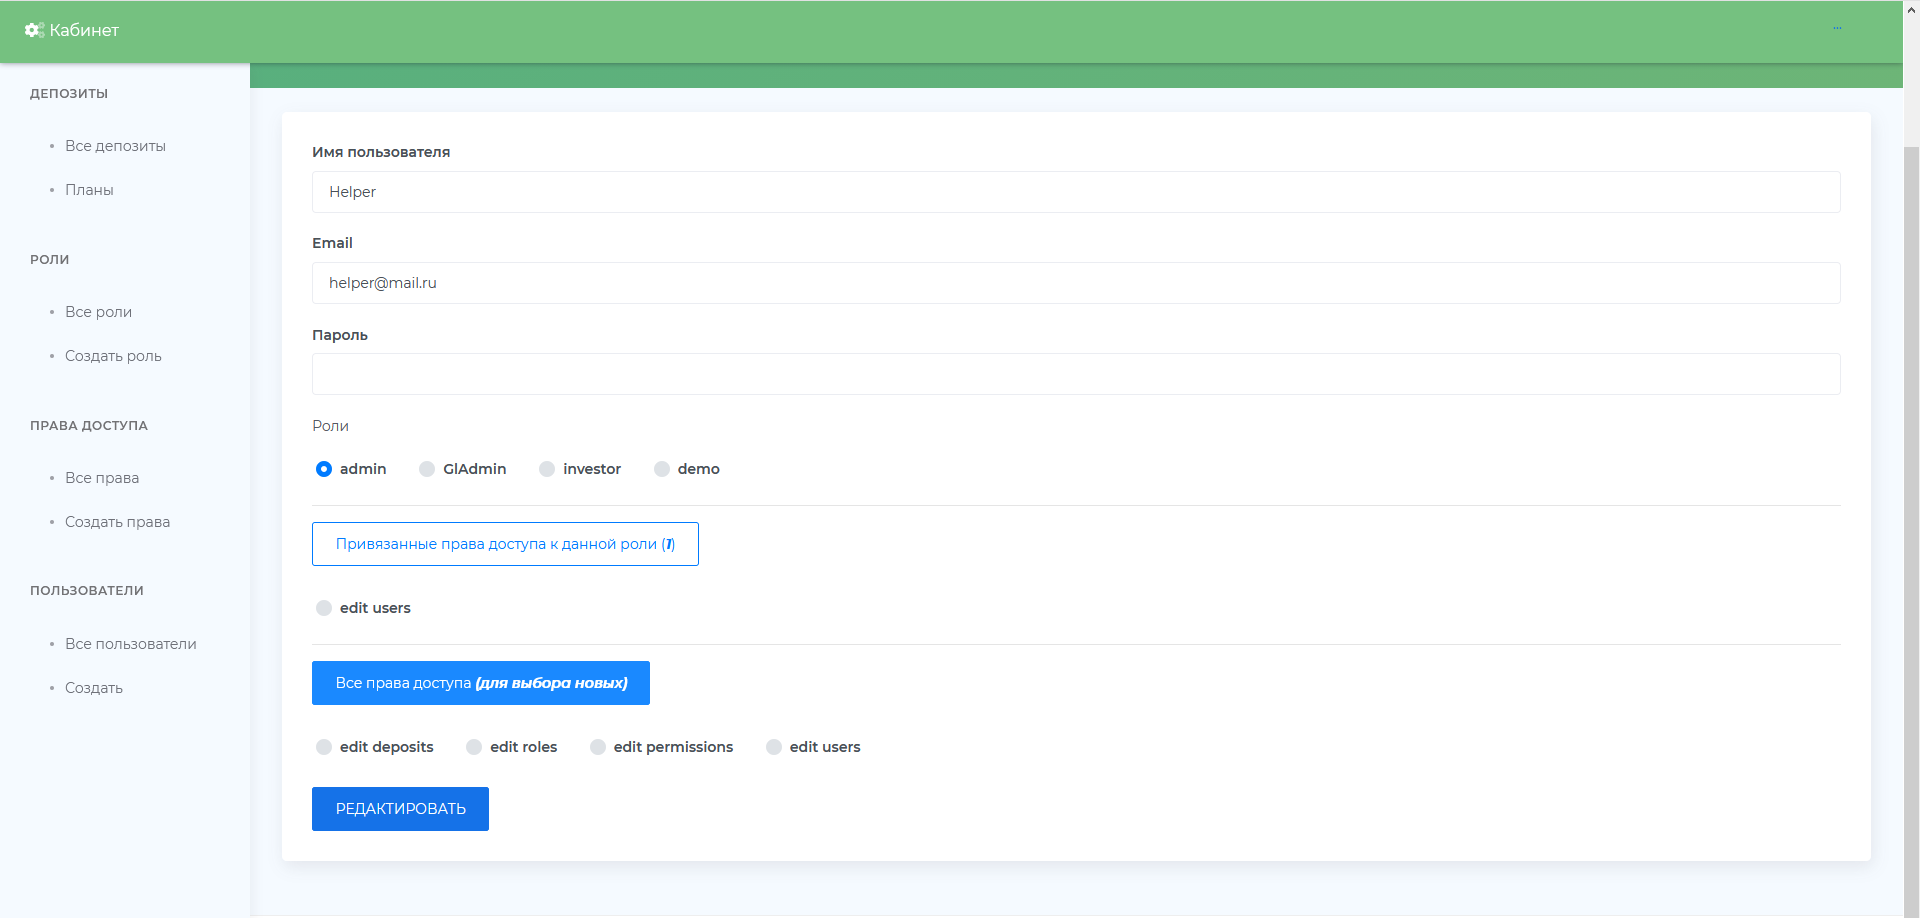 Кабинет
...
ДЕПОЗИТЫ
Все депозиты
Планы
РОЛИ
Все роли
Создать роль
ПРАВА ДОСТУПА
Все права
Создать права
ПОЛЬЗОВАТЕЛИ
Все пользователи
Создать
Имя пользователя
Helper
Email
helper@mail.ru
Пароль
Роли
admin GlAdmin investor demo
Привязанные права доступа к данной роли (1)
edit users
Все права доступа (для выбора новых)
edit deposits edit roles edit permissions edit users
РЕДАКТИРОВАТЬ